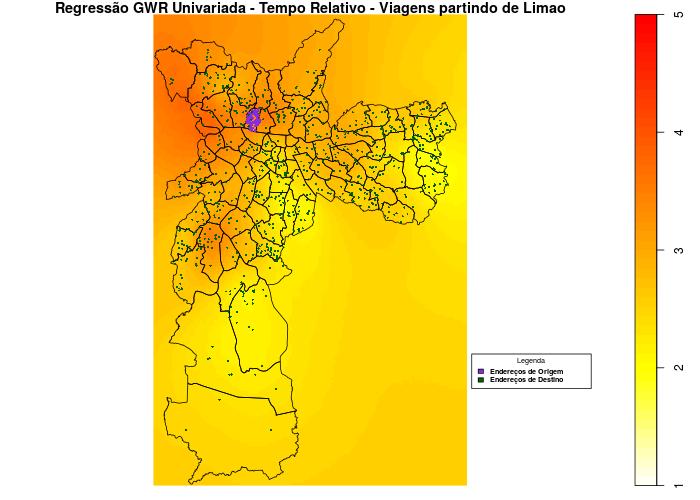 Regressão GWR Univariada - Tempo Relativo - Viagens partindo de Limao
5
4
3
2
1
Legenda
Endereços de Origem
Endereços de Destino